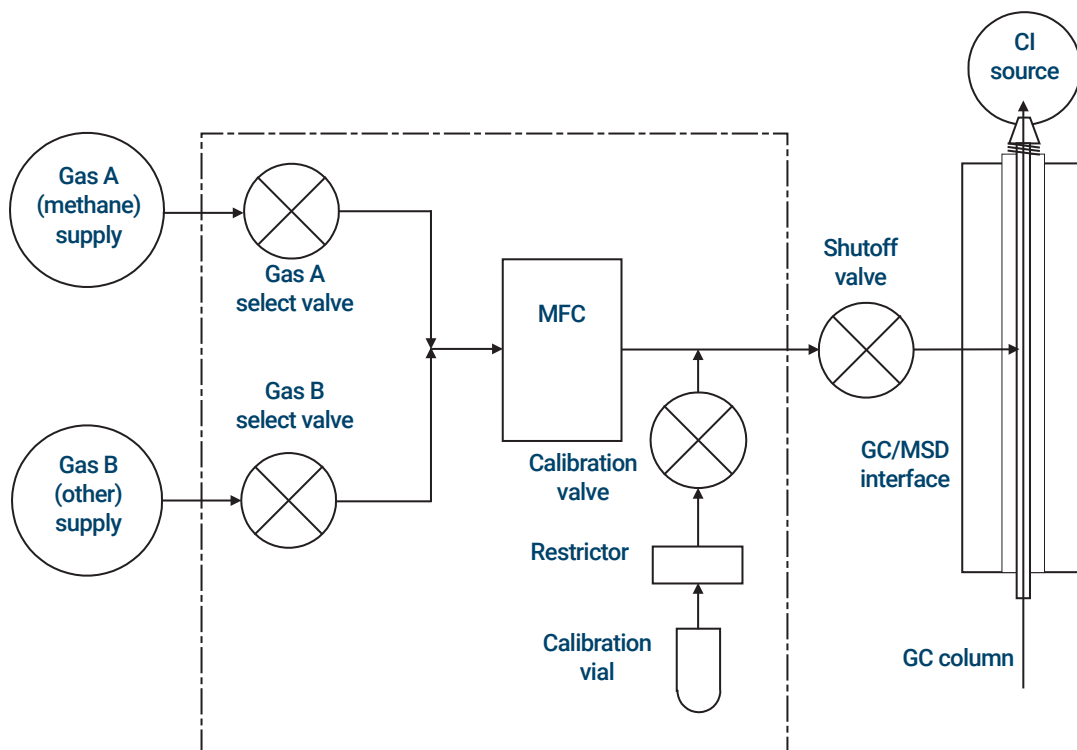 CI
source
Gas A
(methane)
supply
Gas A
select valve
Shutoff
valve
MFC
Gas B
select valve
Gas B
(other)
supply
Calibration
valve
GC/MSD
interface
Restrictor
Calibration
vial
GC column